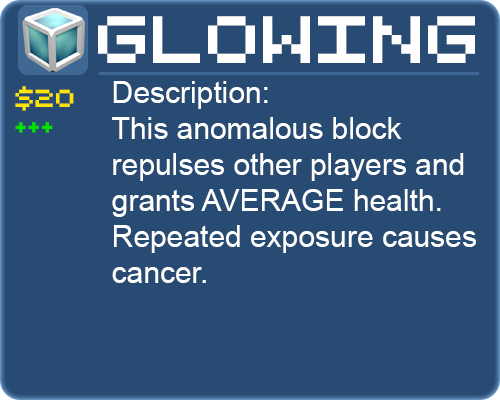 GLOWING
$20
+++
Description:
This anomalous block
repulses other players and
grants AVERAGE health.
Repeated exposure causes
cancer.